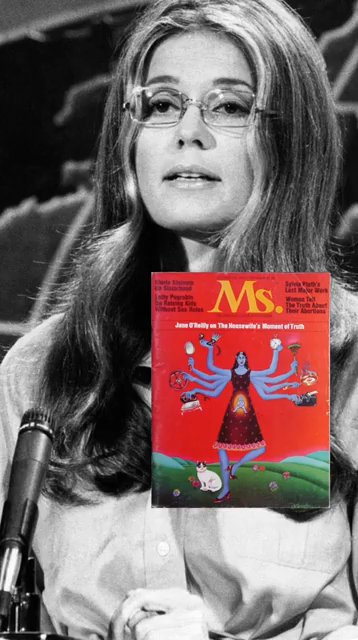 Gloria Steinem
On Sisterhood
Letty Pogrebin
On Raising Kids
Without Sex Roles
Ms.
Sylvia Plath's
Last Major Work
Women Tell
The Truth About
Their Abortions
Jane O'Reilly on The Housewife's Moment of Truth